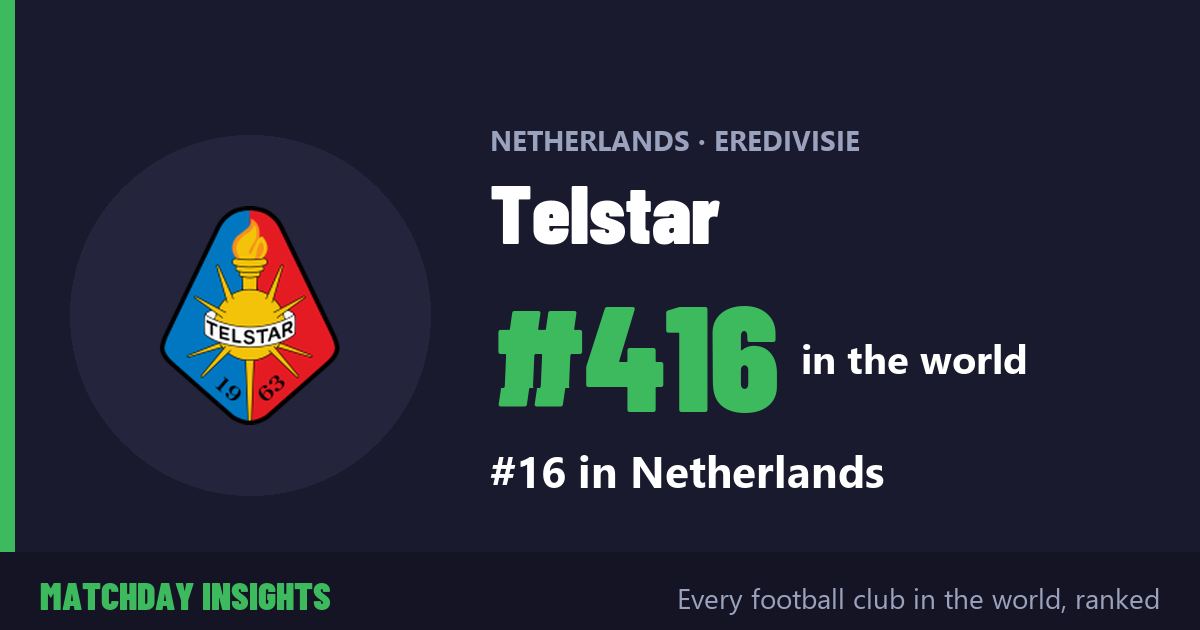 NETHERLANDS · EREDIVISIE
Telstar
TELSTAR
19 63
#416 in the world
#16 in Netherlands
MATCHDAY INSIGHTS
Every football club in the world, ranked